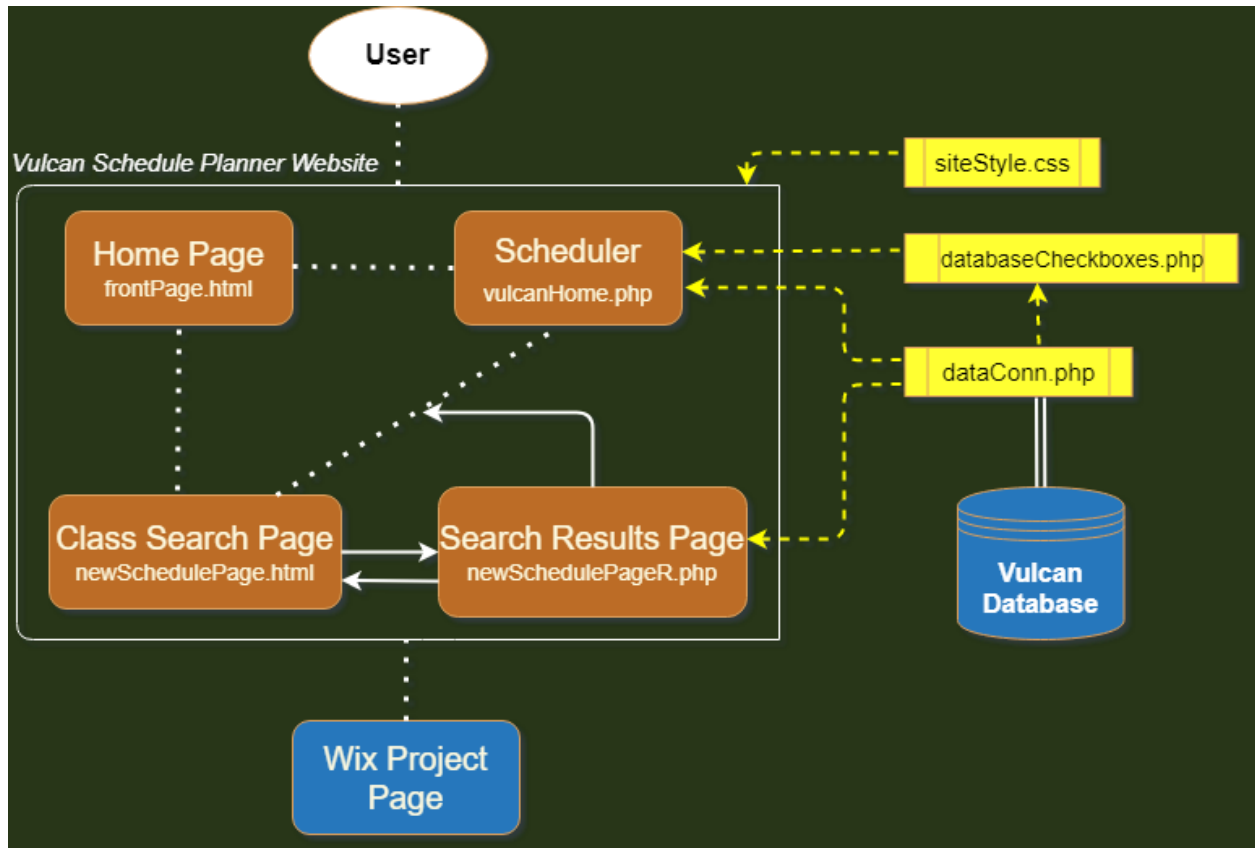 User
Vulcan Schedule Planner Website
siteStyle.css
Home Page
frontPage.html
Scheduler
vulcanHome.php
databaseCheckboxes.php
dataConn.php
Class Search Page
newSchedulePage.html
Search Results Page
newSchedulePageR.php
Vulcan
Database
Wix Project
Page